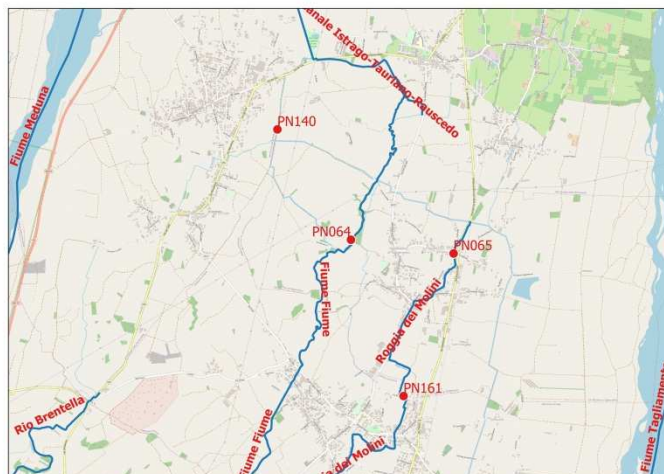 anale Istrago-Tauriano-Rauscedo
Fiume Meduna
PN140
PN064
PN065
Fiume Fiume
Roggia dei Molini
PN161
Rio Brentella
Fiume Fiume
ia dei Molini
Fiume Tagliament